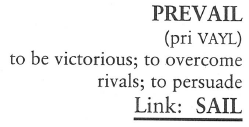 PREVAIL
(pri VAYL)
to be victorious; to overcome
rivals; to persuade
Link: SAIL